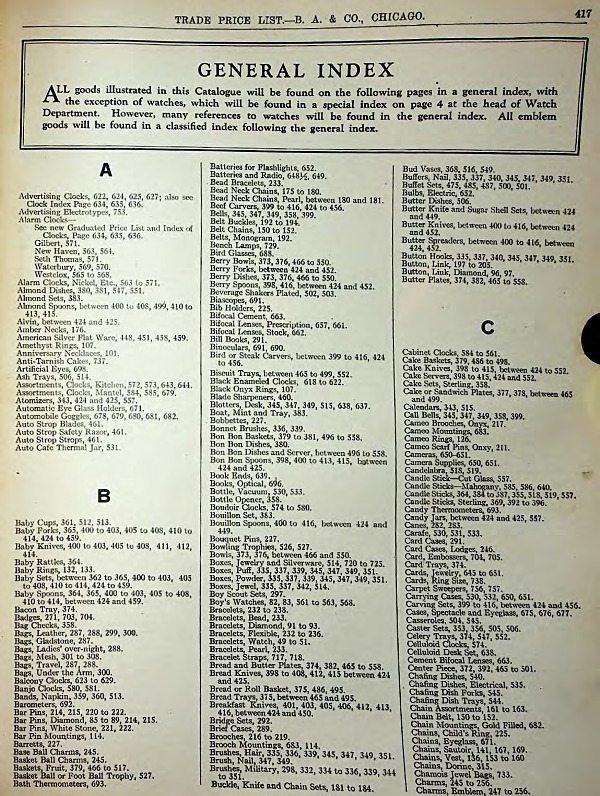 TRADE PRICE LIST.—B. A. & CO., CHICAGO.
417
GENERAL INDEX
ALL goods illustrated in this Catalogue will be found on the following pages in a general index, with
the exception of watches, which will be found in a special index on page 4 at the head of Watch
Department. However, many references to watches will be found in the general index. All emblem
goods will be found in a classified index following the general index.
A
Advertising Clocks, 622, 624, 625, 627; also see
Clock Index Page 634, 635, 636.
Advertising Electrotypes, 753.
Alarm Clocks—
See new Graduated Price List and Index of
Clocks, Page 634, 635, 636.
Gilbert, 571.
New Haven, 563, 564.
Seth Thomas, 571.
Waterbury, 569, 570.
Westclox, 565 to 568.
Alarm Clocks, Nickel, Etc., 563 to 571.
Almond Dishes, 380, 381, 547, 551.
Almond Sets, 383.
Almond Spoons, between 400 to 408, 499, 410 to
413, 415.
Alvin, between 424 and 425.
Amber Necks, 176.
American Silver Flat Ware, 448, 451, 458, 459.
Amethyst Rings, 107.
Anniversary Necklaces, 101.
Anti-Tarnish Cakes, 737.
Artificial Eyes, 698.
Ash Trays, 506, 514.
Assortments, Clocks, Kitchen, 572, 573, 643, 644.
Assortments, Clocks, Mantel, 584, 585, 679.
Atomizers, 343, 424 and 425, 557.
Automatic Eye Glass Holders, 671.
Automobile Goggles, 678, 679, 680, 681, 682.
Auto Strop Blades, 461.
Auto Strop Safety Razor, 461.
Auto Strop Strops, 461.
Auto Cafe Thermal Jar, 531.
B
Baby Cups, 361, 512, 513.
Baby Forks, 365, 400 to 403, 405 to 408, 410 to
414, 424 to 459.
Baby Knives, 400 to 403, 405 to 408, 411, 412,
414.
Baby Rattles, 364.
Baby Rings, 132, 133.
Baby Sets, between 362 to 365, 400 to 403, 405
to 408, 410 to 414, 424 to 459.
Baby Spoons, 364, 365, 400 to 403, 405 to 408,
410 to 414, between 424 and 459.
Bacon Tray, 374.
Badges, 271, 703, 704.
Bag Checks, 358.
Bags, Leather, 287, 288, 299, 300.
Bags, Gladstone, 287.
Bags, Ladies' over-night, 288.
Bags, Mesh, 301 to 308.
Bags, Travel, 287, 288.
Bags, Under the Arm, 300.
Balcony Clocks, 623 to 629.
Banjo Clocks, 580, 581.
Bands, Napkin, 359, 360, 513.
Barometers, 692.
Bar Pins, 214, 215, 220 to 222.
Bar Pins, Diamond, 85 to 89, 214, 215.
Bar Pins, White Stone, 221, 222.
Bar Pin Mountings, 114.
Barretts, 227.
Base Ball Charms, 245.
Basket Ball Charms, 245.
Baskets, Fruit, 379, 466 to 517.
Basket Ball or Foot Ball Trophy, 527.
Bath Thermometers, 693.
Batteries for Flashlights, 652.
Batteries and Radio, 648½, 649.
Bead Bracelets, 233.
Bead Neck Chains, 175 to 180.
Bead Neck Chains, Pearl, between 180 and 181.
Beef Carvers, 399 to 416, 424 to 456.
Bells, 345, 347, 349, 358, 399.
Belt Buckles, 192 to 194.
Belt Chains, 150 to 152.
Belts, Monogram, 192.
Bench Lamps, 729.
Bird Glasses, 688.
Berry Bowls, 373, 376, 466 to 550.
Berry Forks, between 424 and 452.
Berry Dishes, 373, 376, 466 to 550.
Berry Spoons, 398, 416, between 424 and 452.
Beverage Shakers Plated, 502, 503.
Biascopes, 691.
Bib Holders, 225.
Bifocal Cement, 663.
Bifocal Lenses, Prescription, 657, 661.
Bifocal Lenses, Stock, 662.
Bill Books, 291.
Binoculars, 691, 690.
Bird or Steak Carvers, between 399 to 416, 424
to 456.
Biscuit Trays, between 465 to 499, 552.
Black Enameled Clocks, 618 to 622.
Black Onyx Rings, 107.
Blade Sharpeners, 460.
Blotters, Desk, 345, 347, 349, 515, 638, 637.
Boat, Mint and Tray, 383.
Bobbettes, 227.
Bonnet Brushes, 336, 339.
Bon Bon Baskets, 379 to 381, 496 to 558.
Bon Bon Dishes, 380.
Bon Bon Dishes and Server, between 496 to 558.
Bon Bon Spoons, 398, 400 to 413, 415, between
424 and 425.
Book Ends, 639.
Books, Optical, 696.
Bottle, Vacuum, 530, 533.
Bottle Opener, 358.
Boudoir Clocks, 574 to 580.
Bouillon Set, 383.
Bouillon Spoons, 400 to 416, between 424 and
449.
Bouquet Pins, 227.
Bowling Trophies, 526, 527.
Bowls, 373, 376, between 466 and 550.
Boxes, Jewelry and Silverware, 514, 720 to 725.
Boxes, Puff, 335, 337, 339, 345, 347, 349, 351.
Boxes, Powder, 335, 337, 339, 345, 347, 349, 351.
Boxes, Jewel, 335, 337, 342, 514.
Boy Scout Sets, 297.
Boy's Watches, 82, 83, 561 to 563, 568.
Bracelets, 232 to 238.
Bracelets, Bead, 233.
Bracelets, Diamond, 91 to 93.
Bracelets, Flexible, 232 to 236.
Bracelets, Watch, 49 to 51.
Bracelets, Pearl, 233.
Bracelet Straps, 717, 718.
Bread and Butter Plates, 374, 382, 465 to 558.
Bread Knives, 398 to 408, 412, 415 between 424
and 425.
Bread or Roll Basket, 375, 486, 495.
Bread Trays, 375, between 465 and 495.
Breakfast Knives, 401, 403, 405, 406, 412, 413,
416, between 424 and 450.
Bridge Sets, 292.
Brief Cases, 289.
Brooches, 216 to 219.
Brooch Mountings, 683, 114.
Brushes, Hair, 335, 336, 339, 345, 347, 349, 351.
Brush, Nail, 347, 349.
Brushes, Military, 298, 332, 334 to 336, 339, 344
to 351.
Buckle, Knife and Chain Sets, 181 to 184.
Bud Vases, 368, 516, 549.
Buffers, Nail, 335, 337, 340, 345, 347, 349, 351.
Buffet Sets, 475, 485, 487, 500, 501.
Bulbs, Electric, 652.
Butter Dishes, 506.
Butter Knife and Sugar Shell Sets, between 424
and 449.
Butter Knives, between 400 to 416, between 424
and 452.
Butter Spreaders, between 400 to 416, between
424, 452.
Button Hooks, 335, 337, 340, 345, 347, 349, 351.
Button, Link, 197 to 205.
Button, Link, Diamond, 96, 97.
Butter Plates, 374, 382, 465 to 558.
C
Cabinet Clocks, 584 to 561.
Cake Baskets, 379, 486 to 498.
Cake Knives, 398 to 415, between 424 to 552.
Cake Servers, 398 to 415, 424 to 552.
Cake Sets, Sterling, 358.
Cake or Sandwich Plates, 377, 378, between 465
and 499.
Calendars, 343, 515.
Call Bells, 345, 347, 349, 358, 399.
Cameo Brooches, Onyx, 217.
Cameo Mountings, 683.
Cameo Rings, 126.
Cameo Scarf Pins, Onyx, 211.
Cameras, 650-651.
Camera Supplies, 650, 651.
Candelabra, 518, 519.
Candle Stick—Cut Glass, 557.
Candle Sticks—Mahogany, 585, 586, 640.
Candle Sticks, 364, 384 to 387, 355, 518, 519, 557.
Candle Sticks, Sterling, 369, 392 to 396.
Candy Thermometers, 693.
Candy Jars, between 424 and 425, 557.
Canes, 282, 283.
Carafe, 530, 531, 533.
Card Cases, 291.
Card Cases, Lodges, 246.
Card, Embossers, 704, 705.
Card Trays, 374.
Cards, Jewelry, 645 to 651.
Cards, Ring Size, 738.
Carpet Sweepers, 756, 757.
Carrying Cases, 530, 532, 650, 651.
Carving Sets, 399 to 416, between 424 and 456.
Cases, Spectacle and Eyeglass, 675, 676, 677.
Casseroles, 504, 545.
Caster Sets, 353, 356, 505, 506.
Celery Trays, 374, 547, 552.
Celluloid Clocks, 574.
Celluloid Desk Set, 638.
Cement Bifocal Lenses, 663.
Center Piece, 372, 392, 465 to 501.
Chafing Dishes, 540.
Chafing Dishes, Electrical, 535.
Chafing Dish Forks, 545.
Chafing Dish Trays, 544.
Chain Assortments, 161 to 163.
Chain Belt, 150 to 152.
Chain Mountings, Gold Filled, 682.
Chains, Child's Ring, 225.
Chains, Eyeglass, 671.
Chains, Sautoir, 141, 167, 169.
Chains, Vest, 136, 153 to 160
Chains, Dorine, 315.
Chamois Jewel Bags, 733.
Charms, 245 to 256.
Charms, Emblem, 247 to 256.